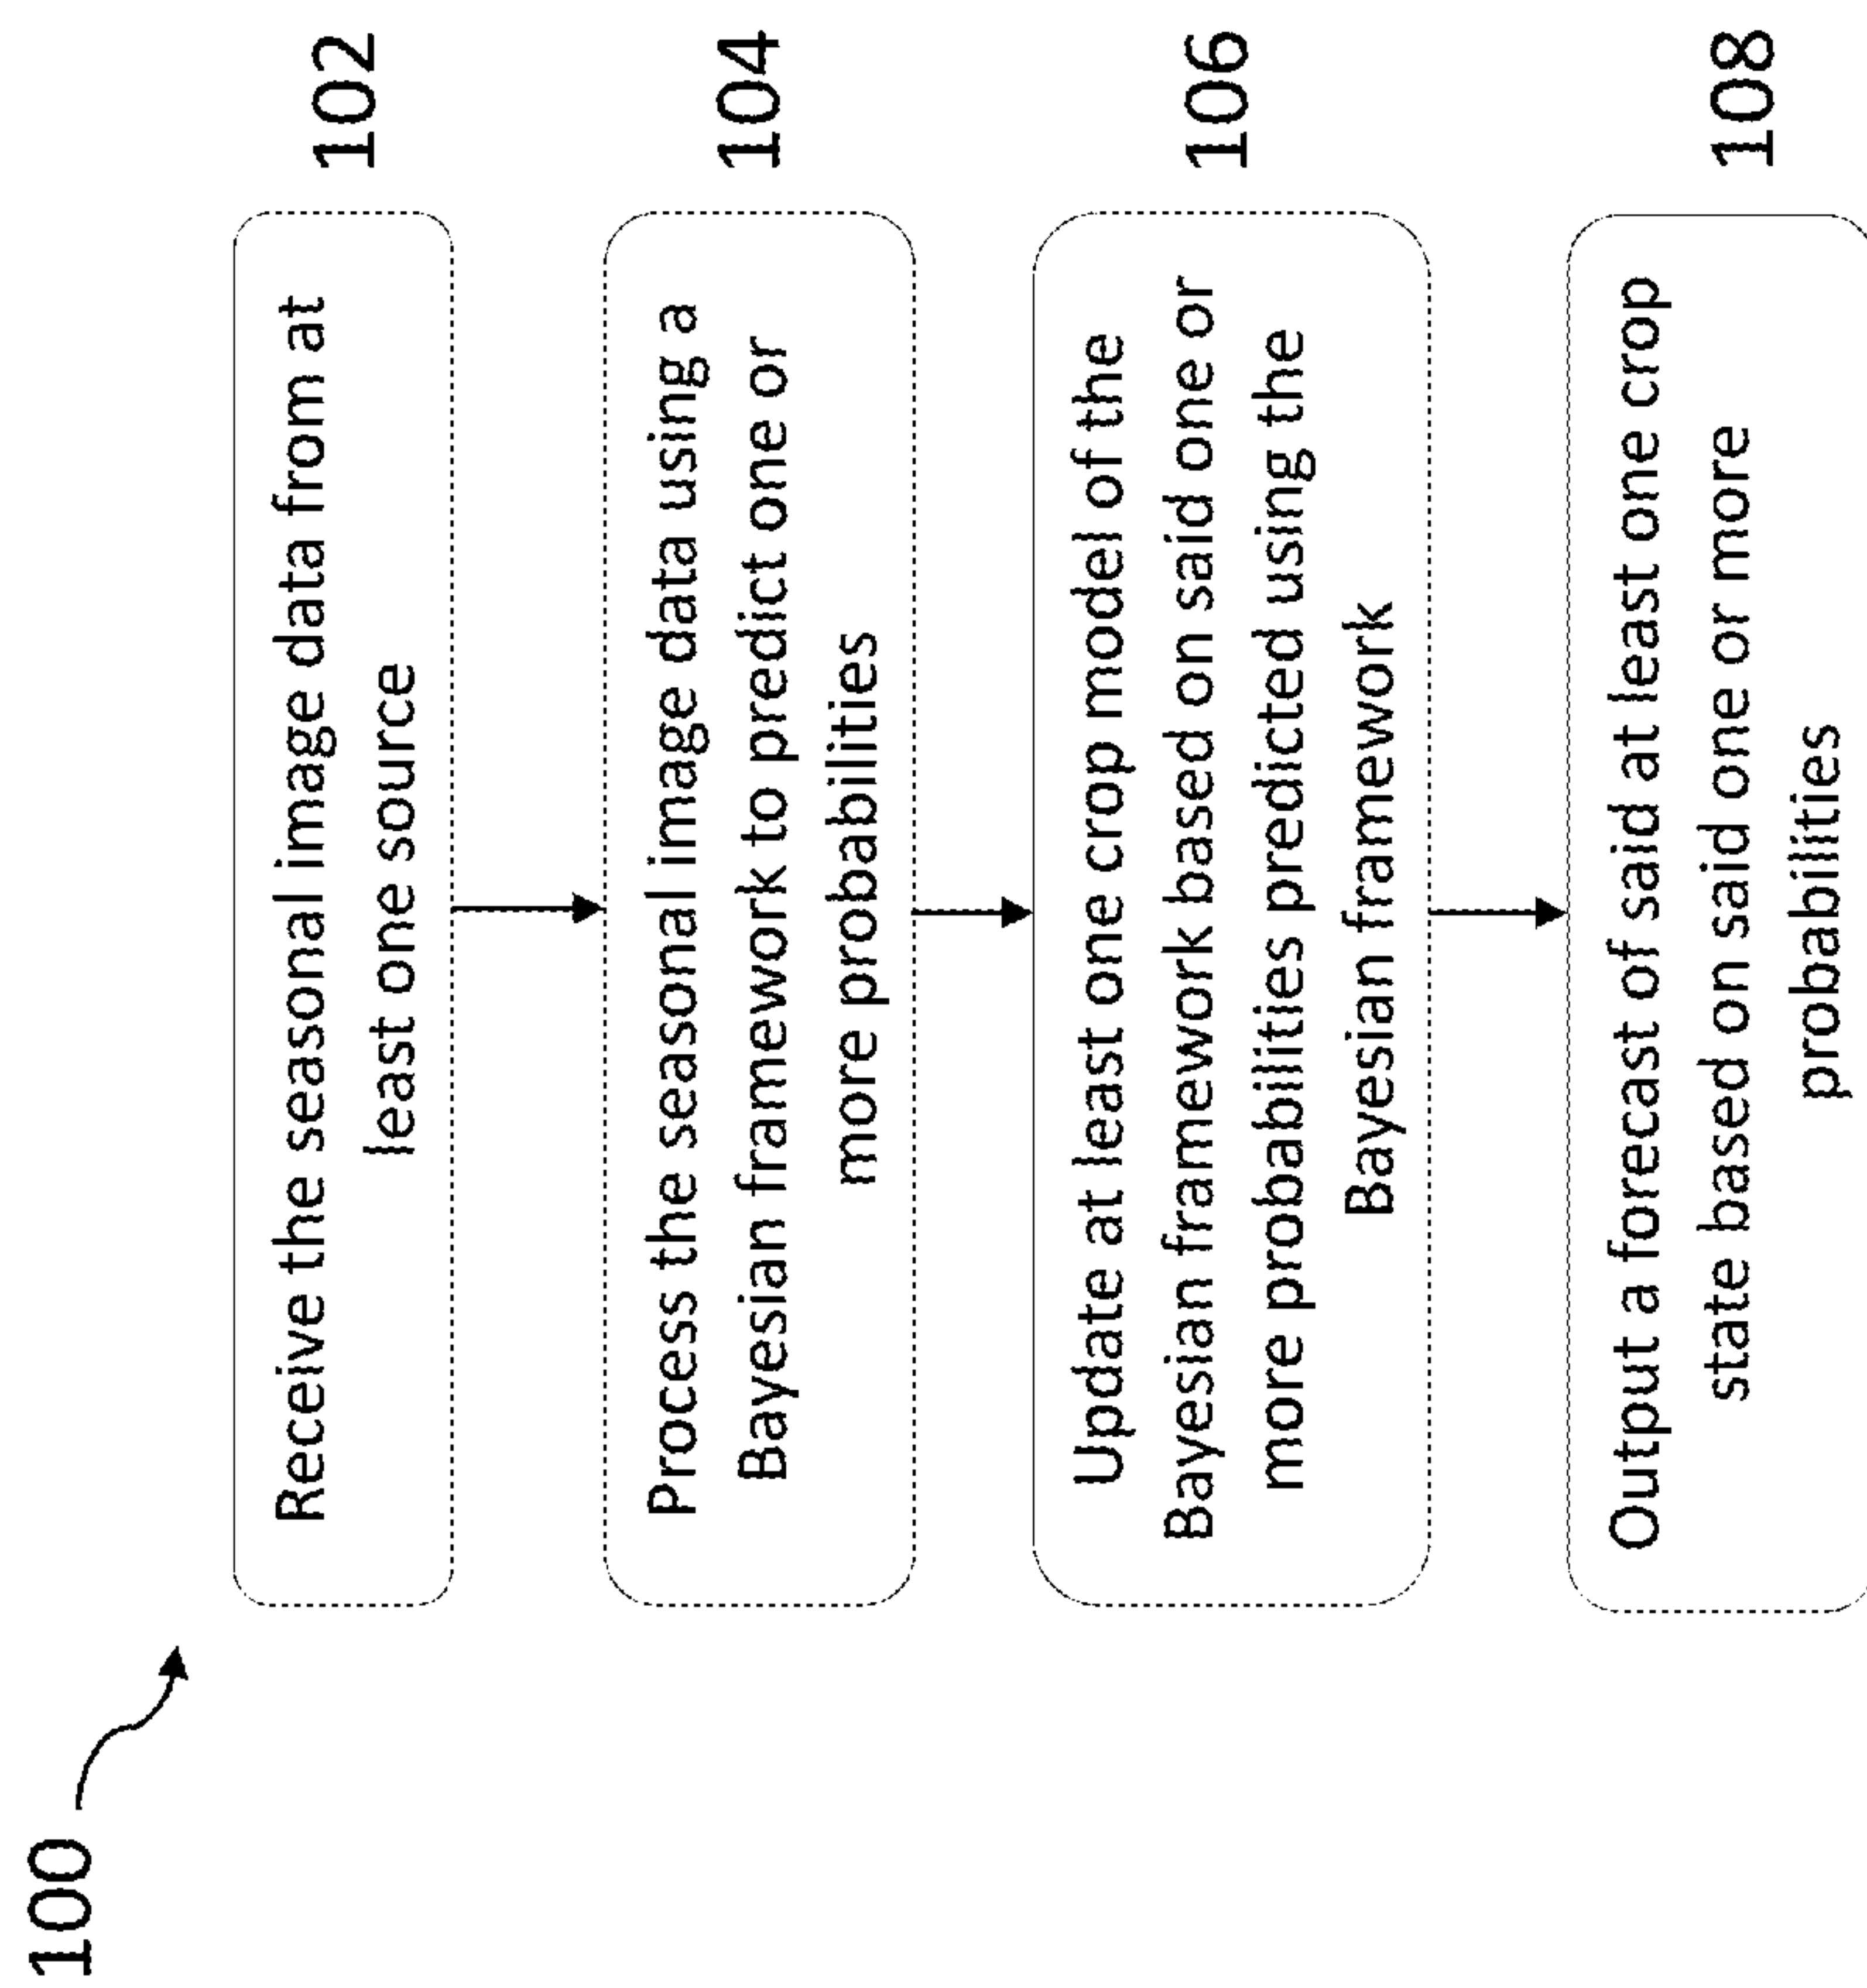 100
Receive the seasonal image data from at
least one source
102
Process the seasonal image data using a
Bayesian framework to predict one or
more probabilities
104
Update at least one crop model of the
Bayesian framework based on said one or
more probabilities predicted using the
Bayesian framework
106
Output a forecast of said at least one crop
state based on said one or more
probabilities
108